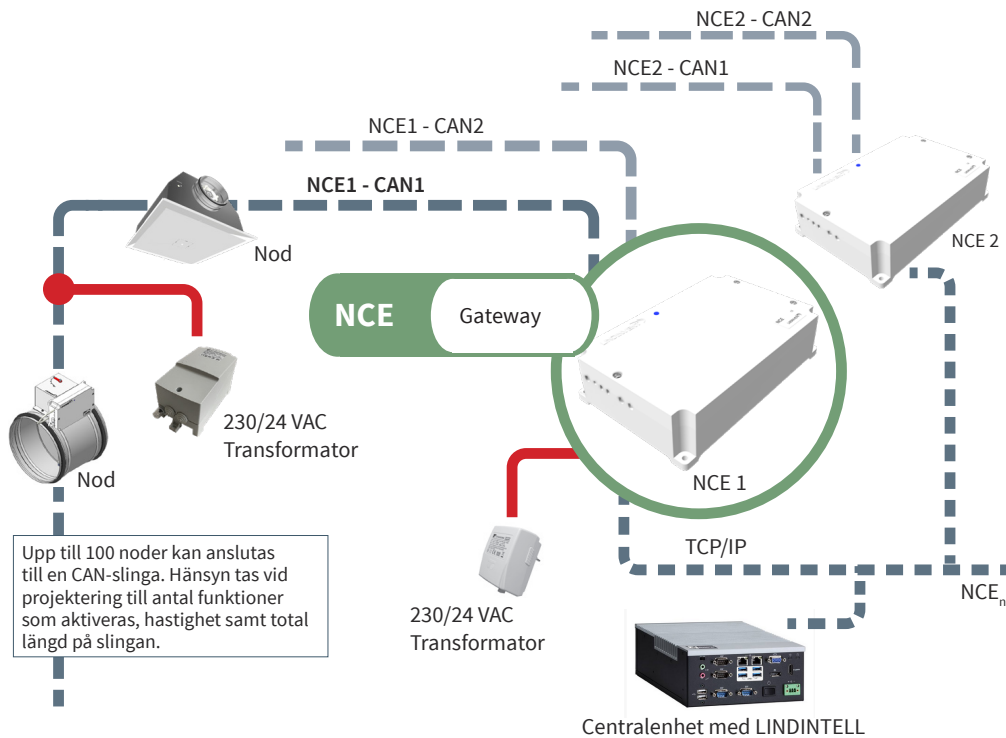 NCE2 - CAN2
NCE2 - CAN1
NCE1 - CAN2
NCE1 - CAN1
Nod
NCE 2
NCE
Gateway
230/24 VAC
Transformator
Nod
NCE 1
Upp till 100 noder kan anslutas
till en CAN-slinga. Hänsyn tas vid
projektering till antal funktioner
som aktiveras, hastighet samt total
längd på slingan.
TCP/IP
NCEn
230/24 VAC
Transformator
Centralenhet med LINDINTELL